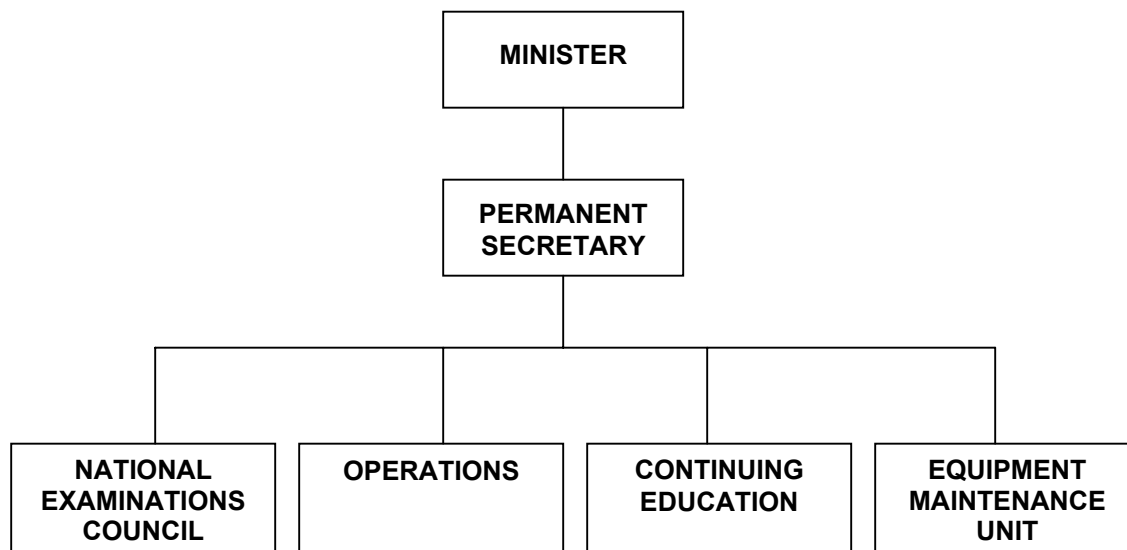 MINISTER
PERMANENT
SECRETARY
NATIONAL
EXAMINATIONS
COUNCIL
OPERATIONS
CONTINUING
EDUCATION
EQUIPMENT
MAINTENANCE
UNIT